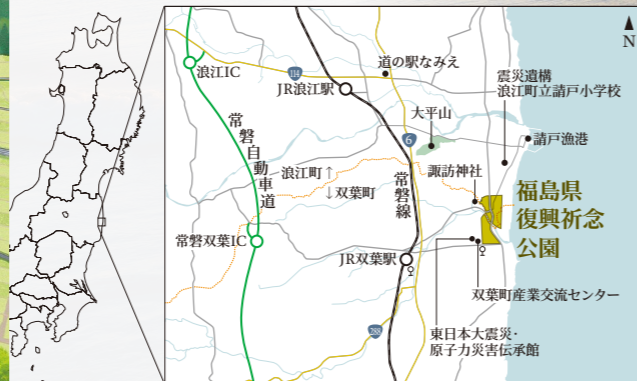 N
浪江IC
114
道の駅なみえ
JR浪江駅
震災遺構
浪江町立請戸小学校
大平山
請戸漁港
常磐自動車道
6
浪江町↑
↓双葉町
常磐線
諏訪神社
福島県
復興祈念
公園
常磐双葉IC
JR双葉駅
双葉町産業交流センター
288
東日本大震災・
原子力災害伝承館